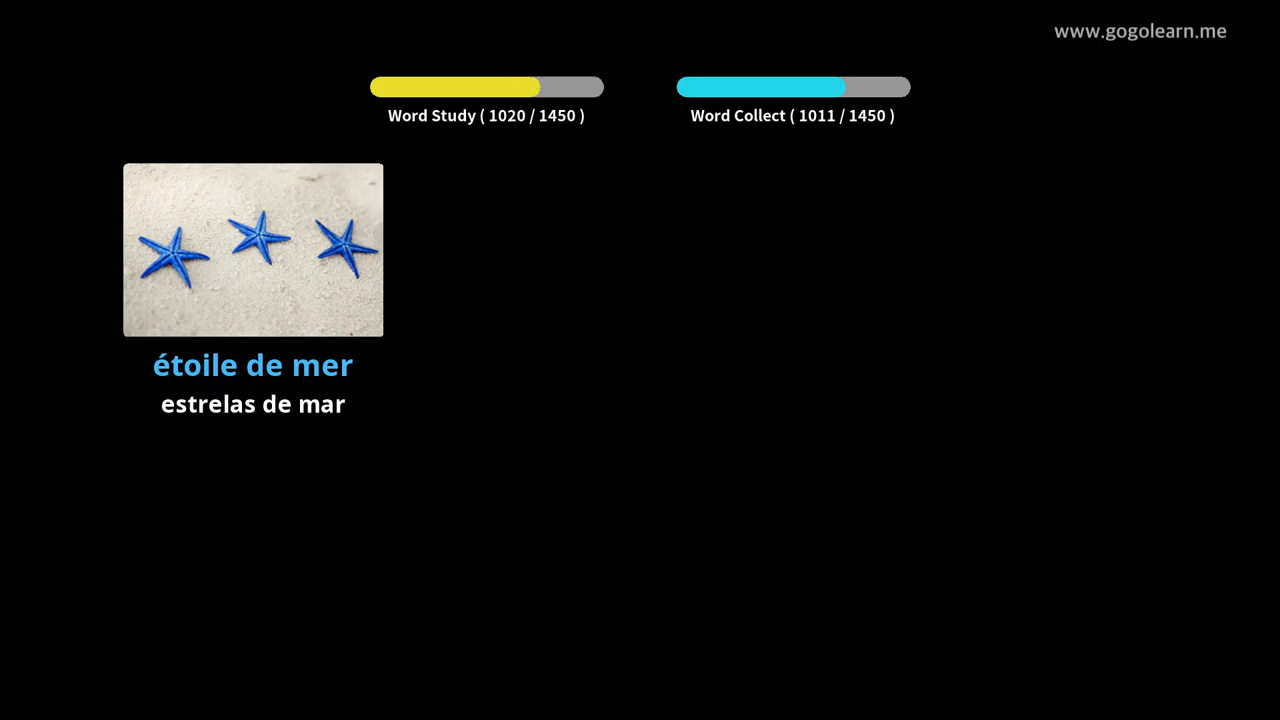 www.gogolearn.me
Word Study ( 1020 / 1450 )
Word Collect ( 1011 / 1450 )
étoile de mer
estrelas de mar